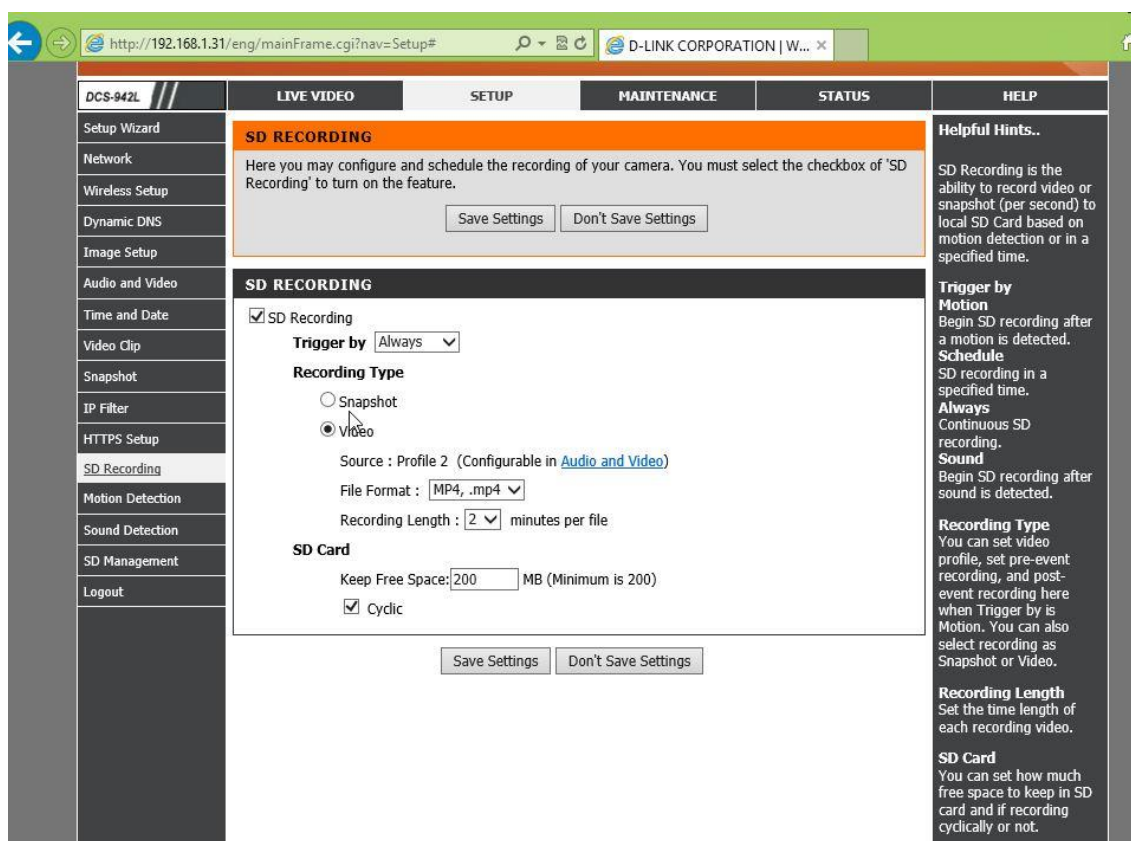 http://192.168.1.31/eng/mainFrame.cgi?nav=Setup#
D-LINK CORPORATION | W...
DCS-942L
LIVE VIDEO
SETUP
MAINTENANCE
STATUS
HELP
Setup Wizard
Network
Wireless Setup
Dynamic DNS
Image Setup
Audio and Video
Time and Date
Video Clip
Snapshot
IP Filter
HTTPS Setup
SD Recording
Motion Detection
Sound Detection
SD Management
Logout
SD RECORDING
Here you may configure and schedule the recording of your camera. You must select the checkbox of 'SD
Recording' to turn on the feature.
Save Settings
Don't Save Settings
SD RECORDING
SD Recording
Trigger by Always
Recording Type
Snapshot
Video
Source : Profile 2 (Configurable in Audio and Video)
File Format : MP4, .mp4
Recording Length : 2 minutes per file
SD Card
Keep Free Space: 200 MB (Minimum is 200)
Cyclic
Save Settings
Don't Save Settings
Helpful Hints..
SD Recording is the
ability to record video or
snapshot (per second) to
local SD Card based on
motion detection or in a
specified time.
Trigger by
Motion
Begin SD recording after
a motion is detected.
Schedule
SD recording in a
specified time.
Always
Continuous SD
recording.
Sound
Begin SD recording after
sound is detected.
Recording Type
You can set video
profile, set pre-event
recording, and post-
event recording here
when Trigger by is
Motion. You can also
select recording as
Snapshot or Video.
Recording Length
Set the time length of
each recording video.
SD Card
You can set how much
free space to keep in SD
card and if recording
cyclically or not.